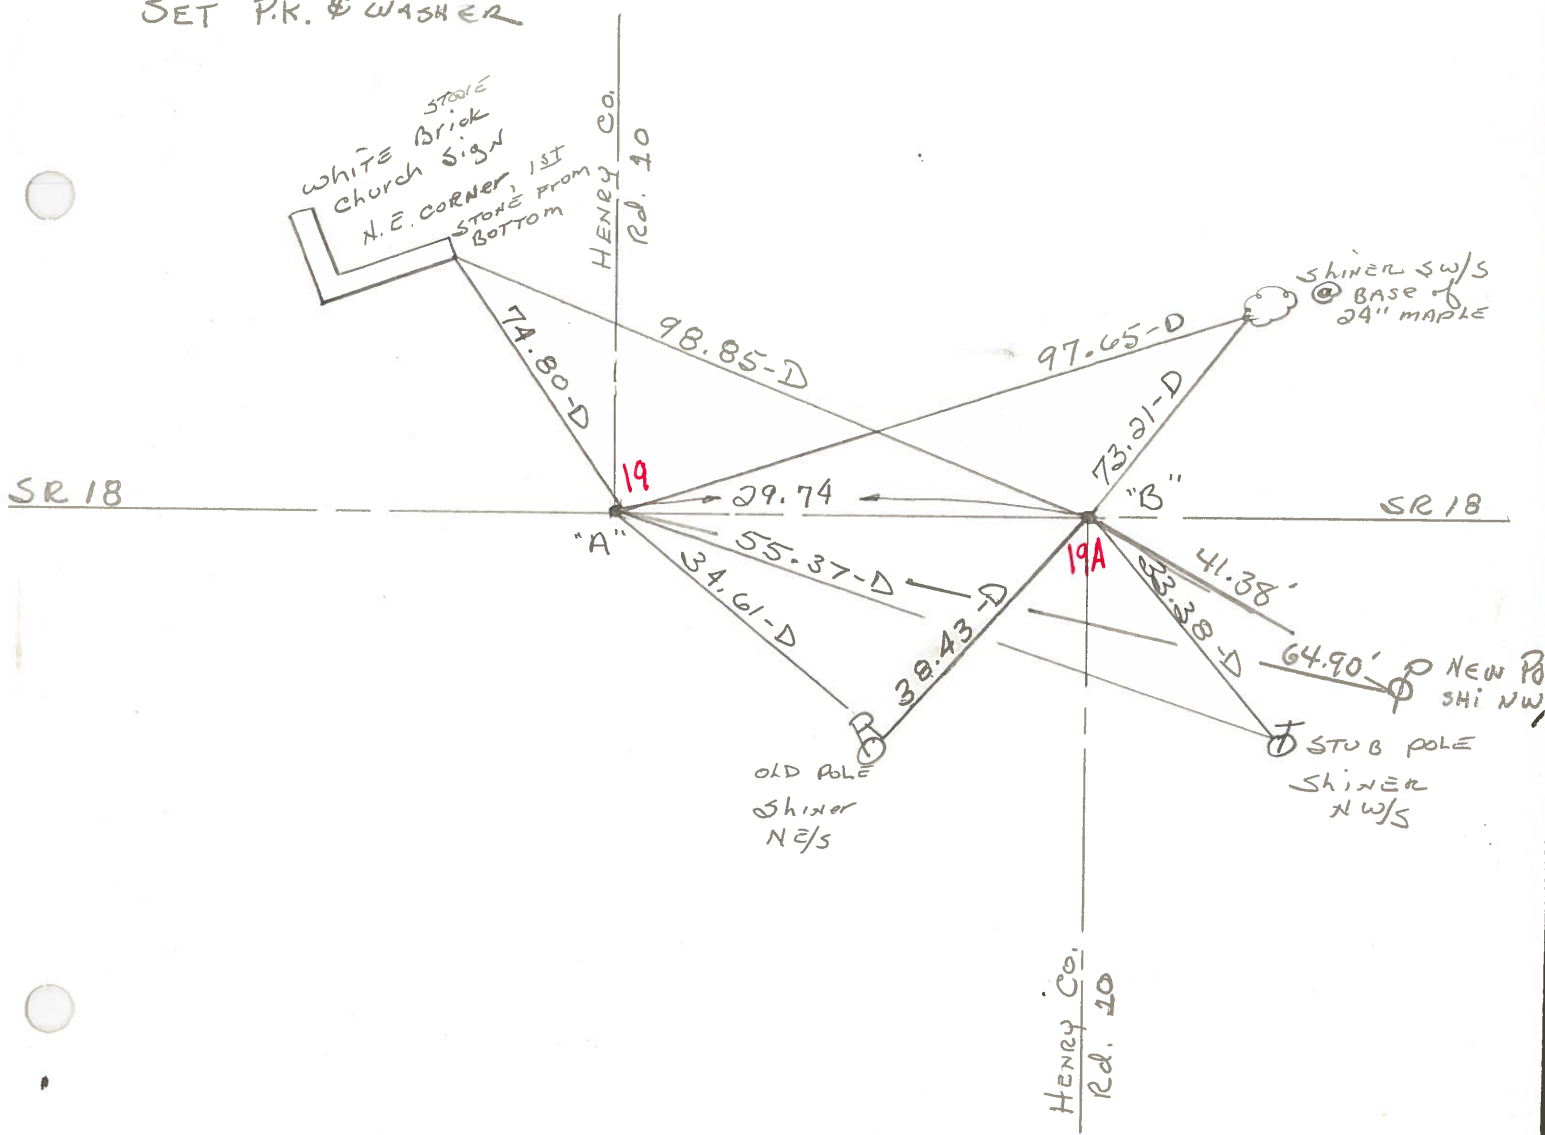 SET P.K. & WASHER
STONE
WHITE Brick
Church Sign
N.E. CORNER, 1ST
STONE From
BOTTOM
HENRY Co.
Rd. 10
Shiner SW/S
@ BASE of
24" MAPLE
74.80-D
98.85-D
97.65-D
73.21-D
SR 18
19
29.74
"B"
SR 18
"A"
19A
55.37-D
34.61-D
38.43-D
33.38-D
41.38'
64.90'
NEW Po
SHi NW/
OLD POLE
Shiner
NE/S
STUB POLE
ShiNER
NW/S
HENRY Co.
Rd. 10